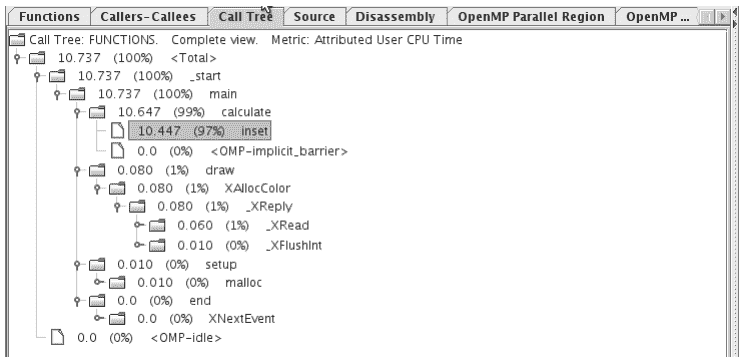 Functions Callers-Callees Call Tree Source Disassembly OpenMP Parallel Region OpenMP ...
Call Tree: FUNCTIONS. Complete view. Metric: Attributed User CPU Time
10.737 (100%) <Total>
10.737 (100%) _start
10.737 (100%) main
10.647 (99%) calculate
10.447 (97%) inset
0.0 (0%) <OMP-implicit_barrier>
0.080 (1%) draw
0.080 (1%) XAllocColor
0.080 (1%) _XReply
0.060 (1%) _XRead
0.010 (0%) _XFlushInt
0.010 (0%) setup
0.010 (0%) malloc
0.0 (0%) end
0.0 (0%) XNextEvent
0.0 (0%) <OMP-idle>